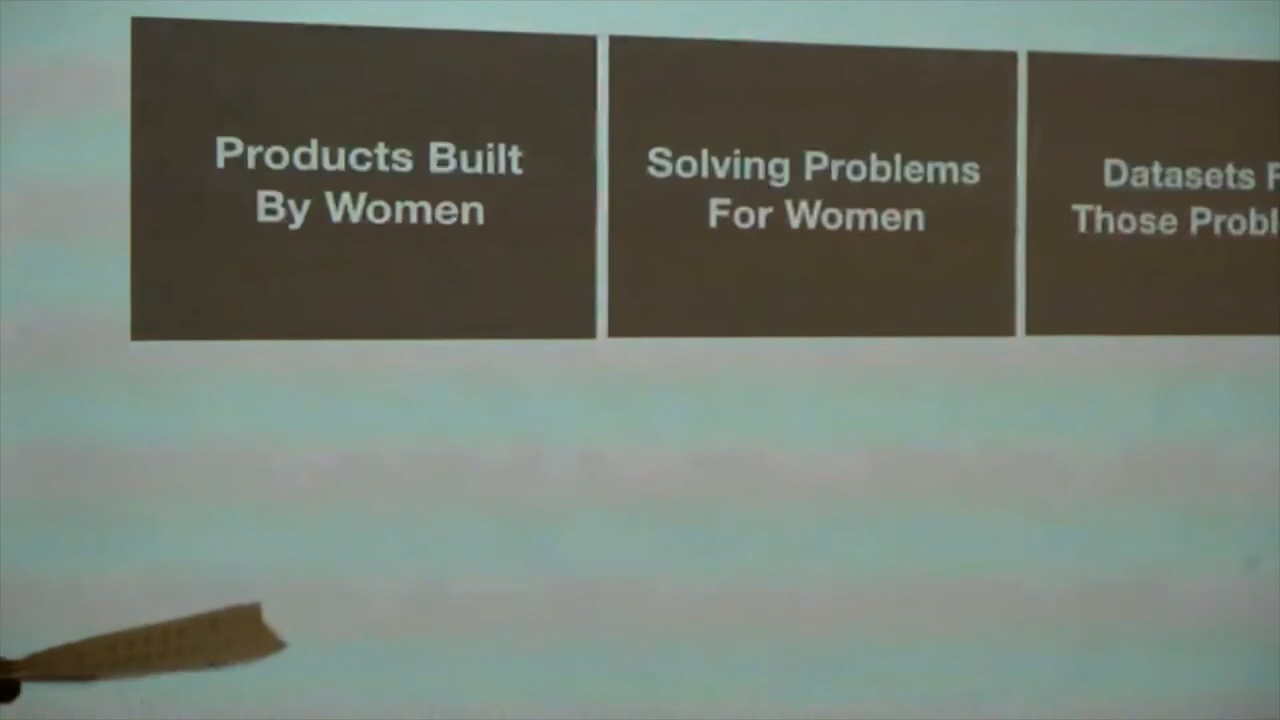 Products Built
By Women
Solving Problems
For Women
Datasets
Those